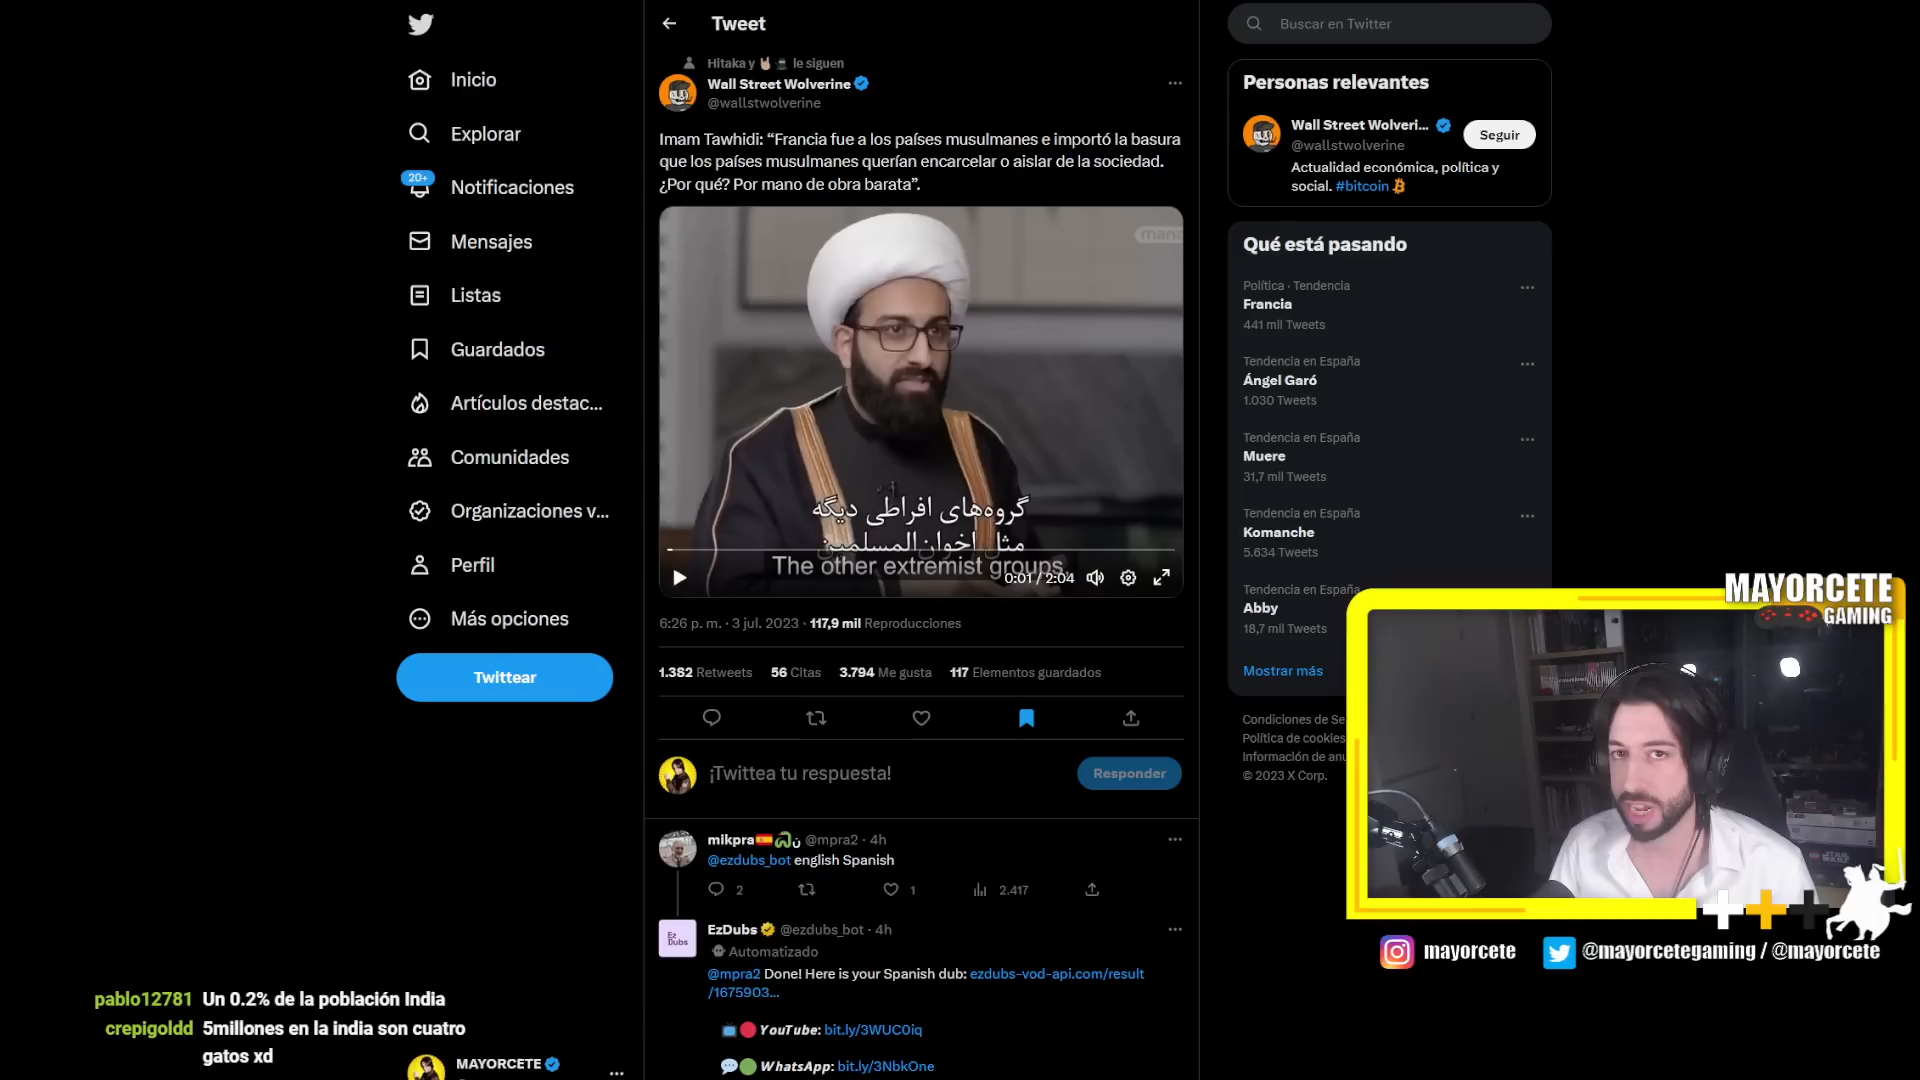 Inicio
Explorar
20+
Notificaciones
Mensajes
Listas
Guardados
Artículos destac...
Comunidades
Organizaciones v...
Perfil
Más opciones
Twittear
pablo12781 Un 0.2% de la población India
crepigoldd 5millones en la india son cuatro
gatos xd
MAYORCETE
Tweet
Hitaka y 🤘🏻 le siguen
Wall Street Wolverine
@wallstwolverine
Imam Tawhidi: “Francia fue a los países musulmanes e importó la basura
que los países musulmanes querían encarcelar o aislar de la sociedad.
¿Por qué? Por mano de obra barata”.
گروه‌های افراطی دیگه
مثل اخوان‌المسلمین
The other extremist groups,
0:01 / 2:04
6:26 p. m. · 3 jul. 2023 · 117,9 mil Reproducciones
1.382 Retweets 56 Citas 3.794 Me gusta 117 Elementos guardados
¡Twittea tu respuesta!
Responder
mikpra @mpra2 · 4h
@ezdubs_bot english Spanish
2 1 2.417
Ez
Dubs
EzDubs @ezdubs_bot · 4h
Automatizado
@mpra2 Done! Here is your Spanish dub: ezdubs-vod-api.com/result
/1675903...
YouTube: bit.ly/3WUC0iq
WhatsApp: bit.ly/3NbkOne
Buscar en Twitter
Personas relevantes
Wall Street Wolveri...
@wallstwolverine
Seguir
Actualidad económica, política y
social. #bitcoin
Qué está pasando
Política · Tendencia
Francia
441 mil Tweets
Tendencia en España
Ángel Garó
1.030 Tweets
Tendencia en España
Muere
31,7 mil Tweets
Tendencia en España
Komanche
5.634 Tweets
Tendencia en España
Abby
18,7 mil Tweets
Mostrar más
Condiciones de Se
Política de cookies
Información de anu
© 2023 X Corp.
MAYORCETE
GAMING
STAR
WARS
mayorcete
@mayorcetegaming / @mayorcete